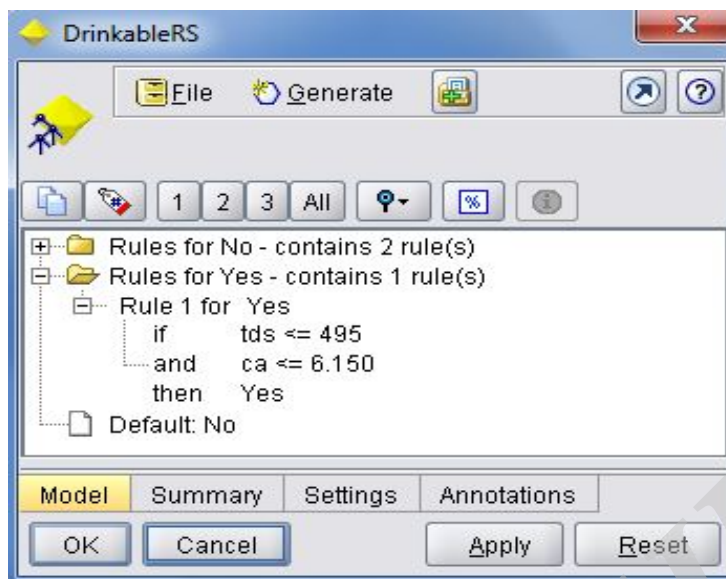 DrinkableRS
File Generate
1 2 3 All %
Rules for No - contains 2 rule(s)
Rules for Yes - contains 1 rule(s)
Rule 1 for Yes
if tds <= 495
and ca <= 6.150
then Yes
Default: No
Model Summary Settings Annotations
OK Cancel Apply Reset